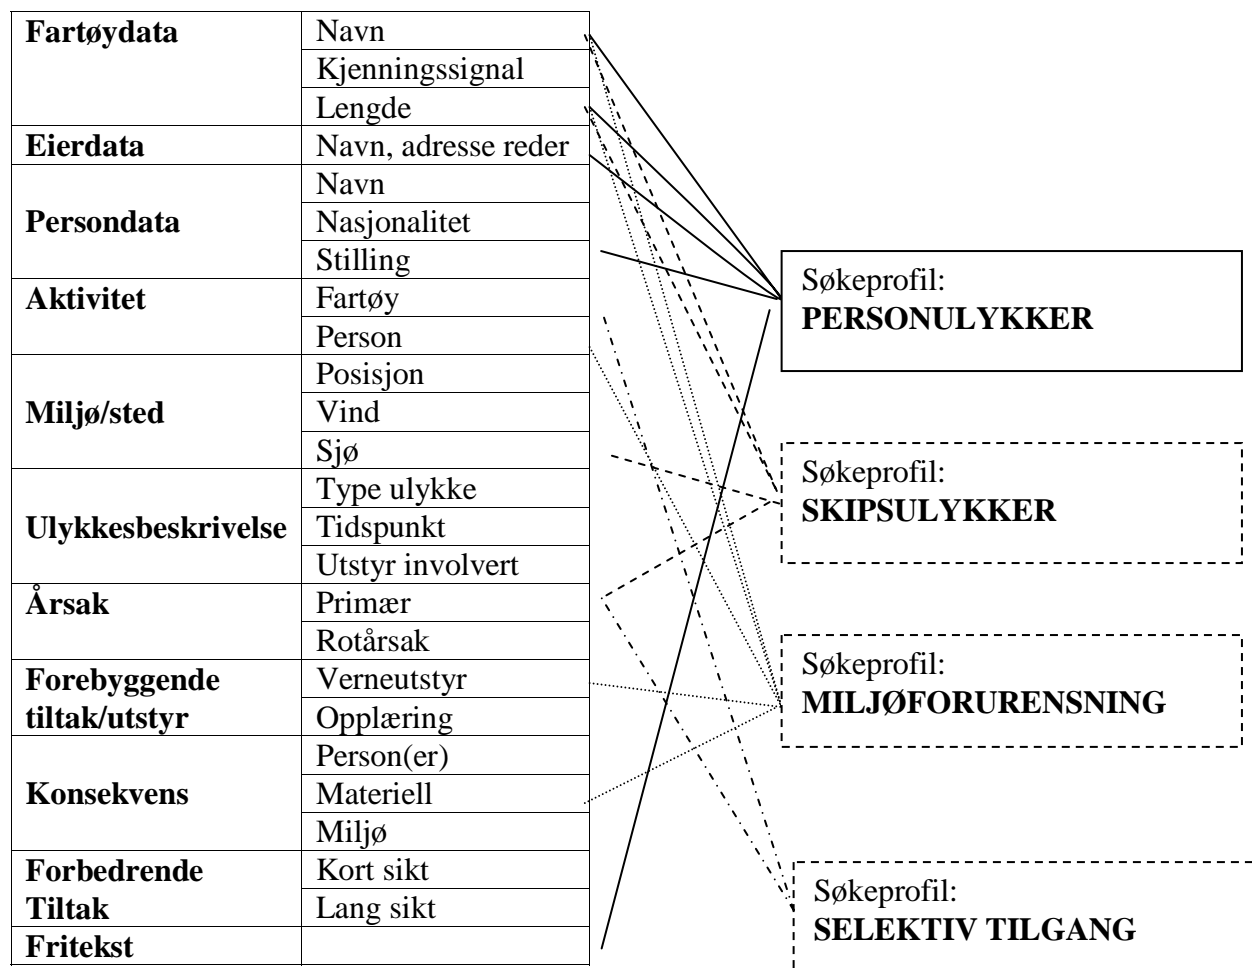 Fartøydata
Navn
Kjenningssignal
Lengde
Eierdata
Navn, adresse reder
Persondata
Navn
Nasjonalitet
Stilling
Aktivitet
Fartøy
Person
Miljø/sted
Posisjon
Vind
Sjø
Ulykkesbeskrivelse
Type ulykke
Tidspunkt
Utstyr involvert
Årsak
Primær
Rotårsak
Forebyggende
tiltak/utstyr
Verneutstyr
Opplæring
Konsekvens
Person(er)
Materiell
Miljø
Forbedrende
Tiltak
Kort sikt
Lang sikt
Fritekst
Søkeprofil:
PERSONULYKKER
Søkeprofil:
SKIPSULYKKER
Søkeprofil:
MILJØFORURENSNING
Søkeprofil:
SELEKTIV TILGANG